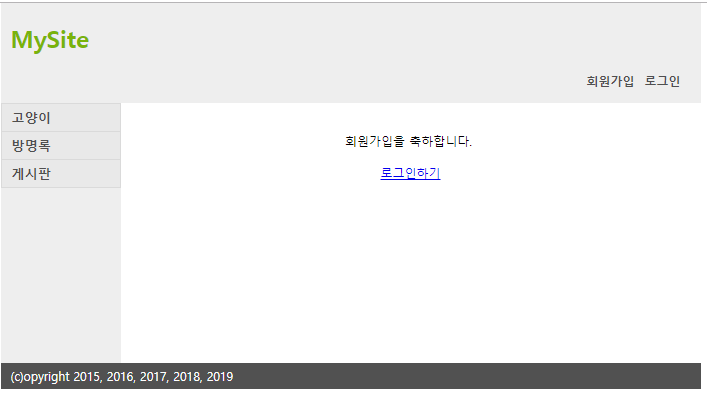 MySite
회원가입 로그인
고양이
방명록
게시판
회원가입을 축하합니다.
로그인하기
(c)opyright 2015, 2016, 2017, 2018, 2019